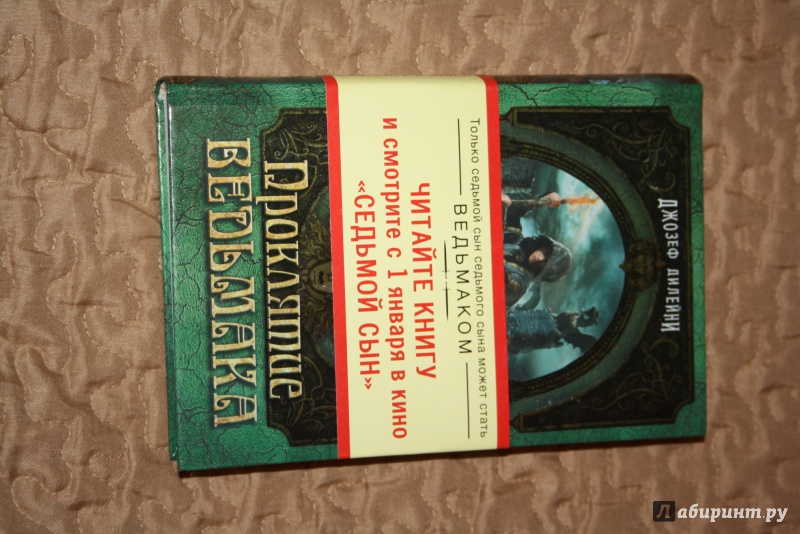 ДЖОЗЕФ ДИЛЕЙНИ
Только седьмой сын седьмого сына может стать
ВЕДЬМАКОМ
ЧИТАЙТЕ КНИГУ
и смотрите с 1 января в кино
«СЕДЬМОЙ СЫН»
Проклятие
ВЕДЬМАКА
Лабиринт.ру